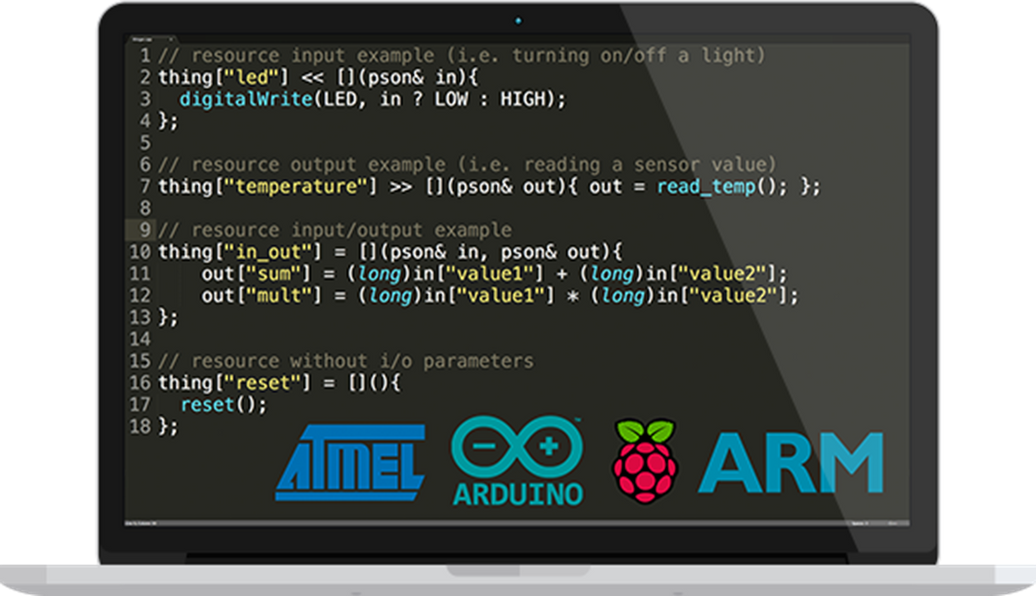 1 // resource input example (i.e. turning on/off a light)
2 thing["led"] << [](pson& in){
3   digitalWrite(LED, in ? LOW : HIGH);
4 };
5
6 // resource output example (i.e. reading a sensor value)
7 thing["temperature"] >> [](pson& out){ out = read_temp(); };
8
9 // resource input/output example
10 thing["in_out"] = [](pson& in, pson& out){
11     out["sum"] = (long)in["value1"] + (long)in["value2"];
12     out["mult"] = (long)in["value1"] * (long)in["value2"];
13 };
14
15 // resource without i/o parameters
16 thing["reset"] = [](){
17   reset();
18 };
ATMEL
ARDUINO
ARM